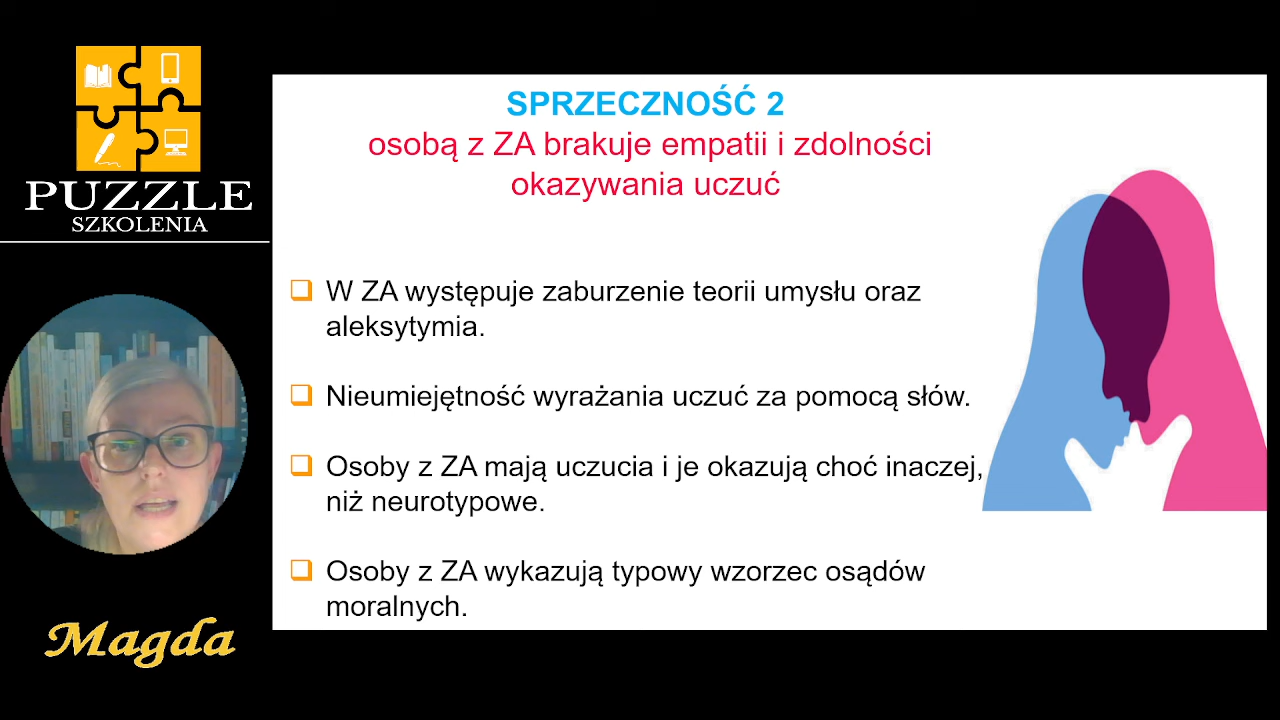 PUZZLE
SZKOLENIA
Magda
SPRZECZNOŚĆ 2
osobą z ZA brakuje empatii i zdolności
okazywania uczuć
W ZA występuje zaburzenie teorii umysłu oraz
aleksytymia.
Nieumiejętność wyrażania uczuć za pomocą słów.
Osoby z ZA mają uczucia i je okazują choć inaczej,
niż neurotypowe.
Osoby z ZA wykazują typowy wzorzec osądów
moralnych.